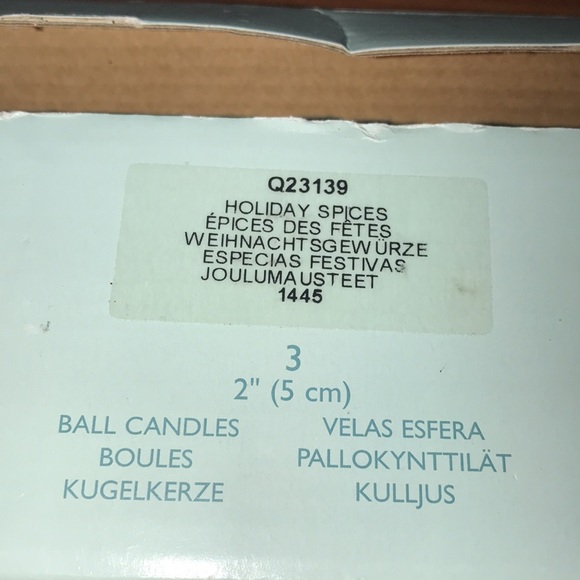 Q23139
HOLIDAY SPICES
ÉPICES DES FÊTES
WEIHNACHTSGEWÜRZE
ESPECIAS FESTIVAS
JOULUMAUSTEET
1445
3
2" (5 cm)
BALL CANDLES
BOULES
KUGELKERZE
VELAS ESFERA
PALLOKYNTTILÄT
KULLJUS